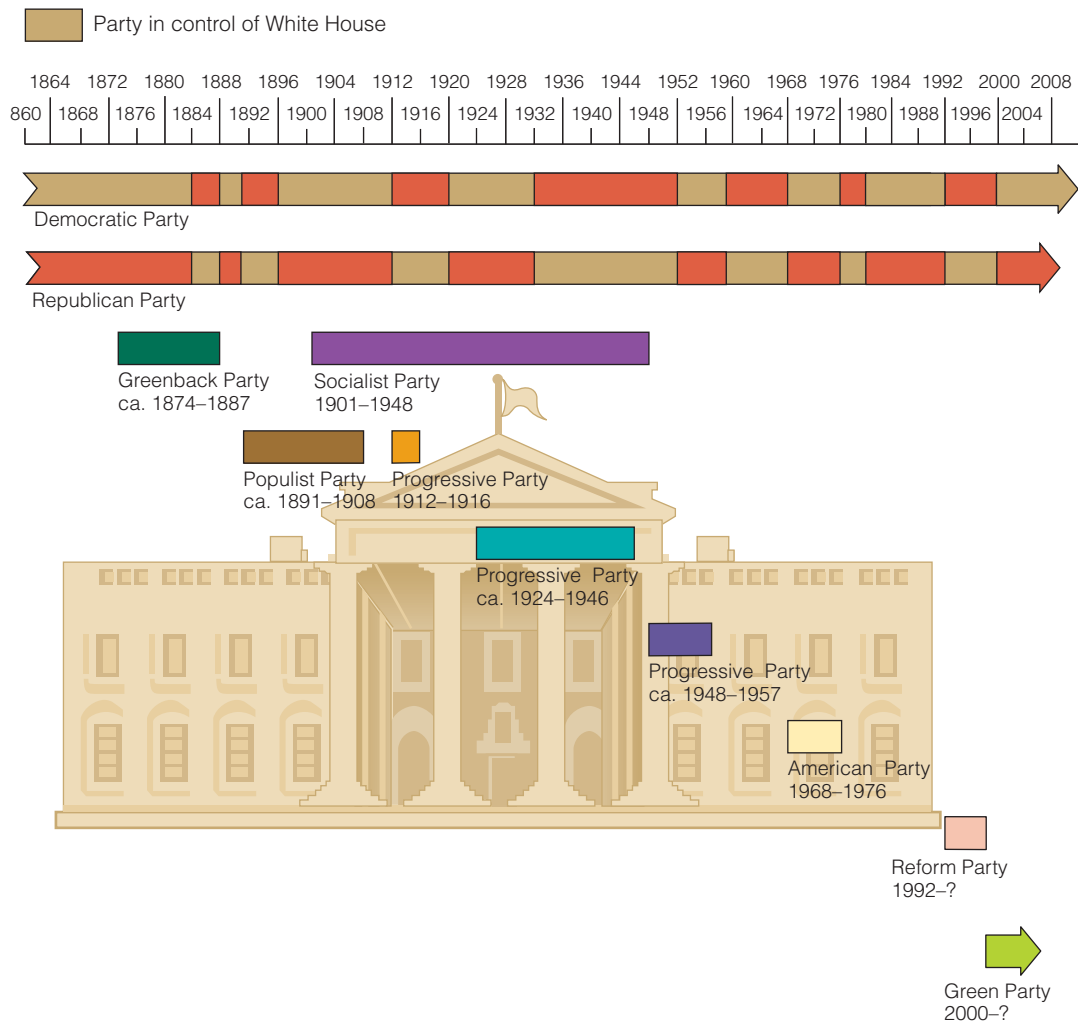 Party in control of White House
1864 1872 1880 1888 1896 1904 1912 1920 1928 1936 1944 1952 1960 1968 1976 1984 1992 2000 2008
860 1868 1876 1884 1892 1900 1908 1916 1924 1932 1940 1948 1956 1964 1972 1980 1988 1996 2004
Democratic Party
Republican Party
Greenback Party
ca. 1874–1887
Socialist Party
1901–1948
Populist Party
ca. 1891–1908
Progressive Party
1912–1916
Progressive Party
ca. 1924–1946
Progressive Party
ca. 1948–1957
American Party
1968–1976
Reform Party
1992–?
Green Party
2000–?